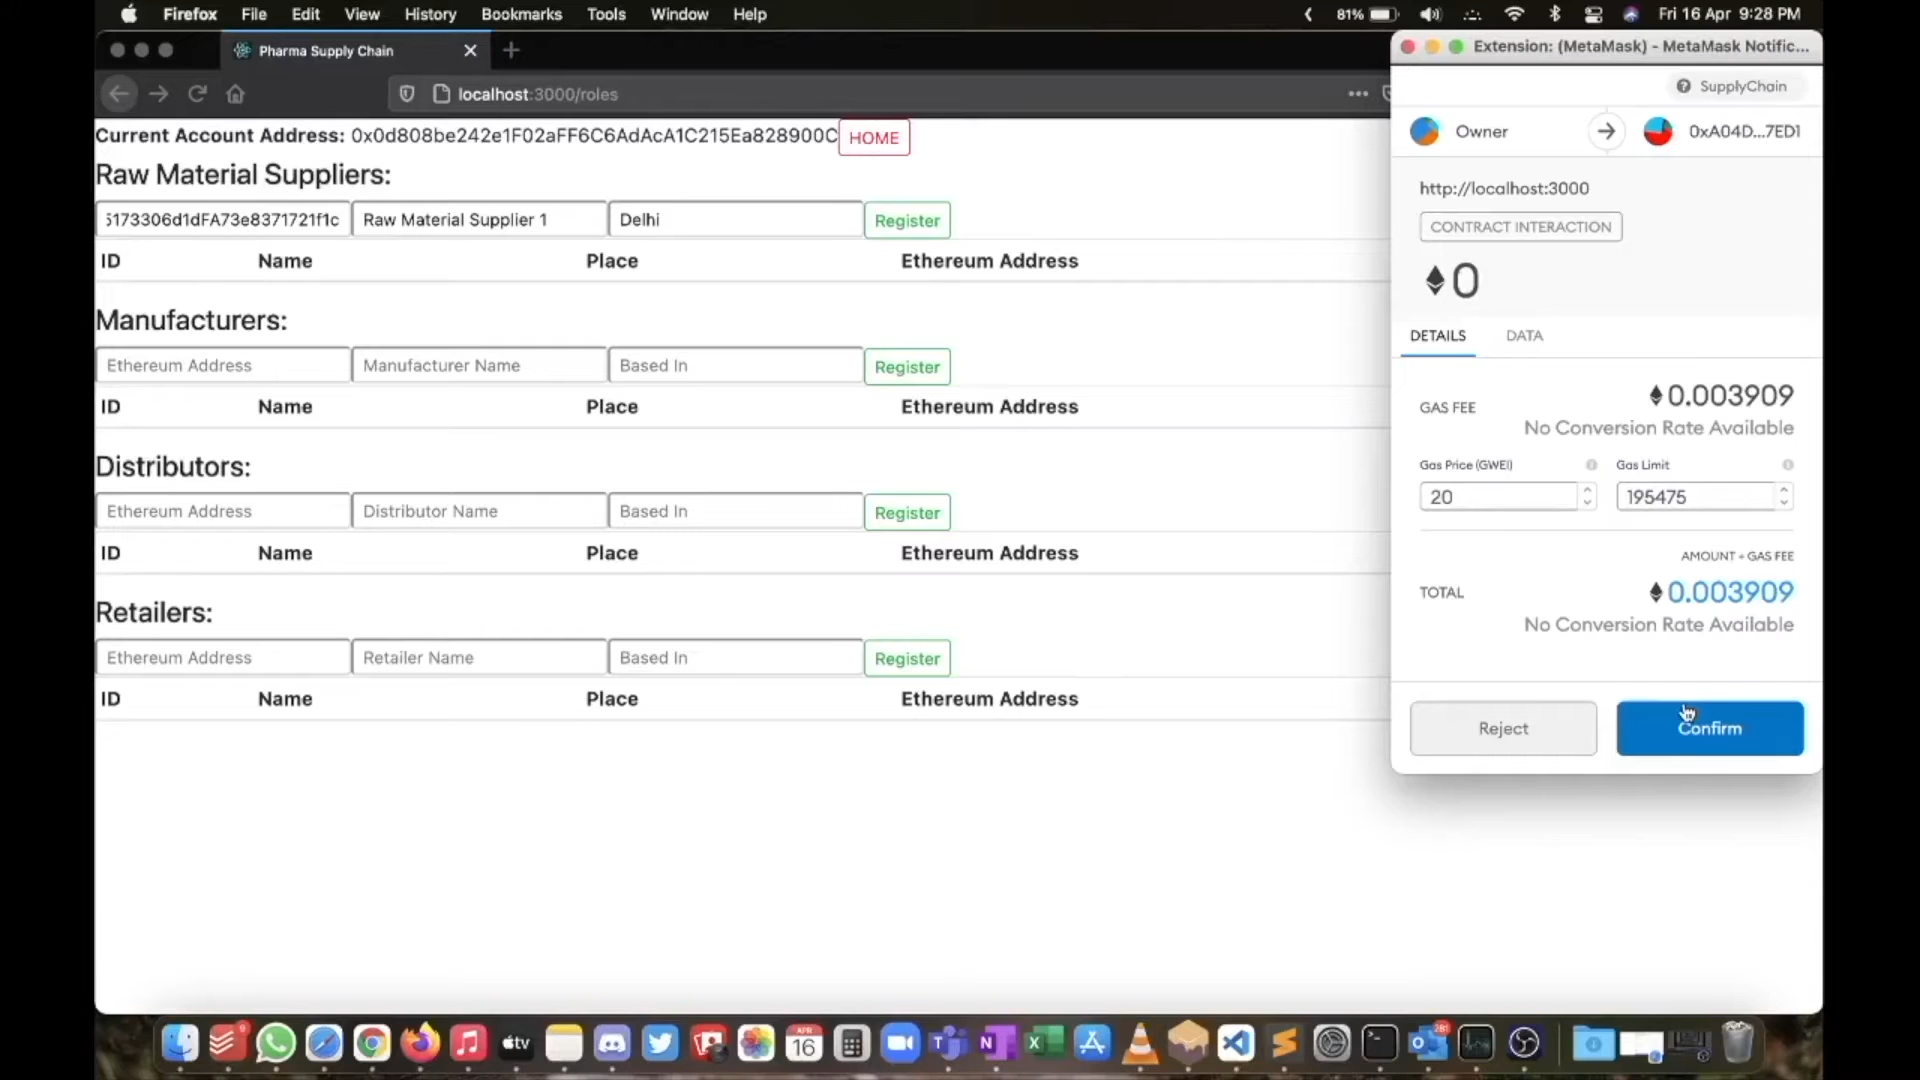 Firefox File Edit View History Bookmarks Tools Window Help
81% Fri 16 Apr 9:28 PM
Pharma Supply Chain
localhost:3000/roles
Current Account Address: 0x0d808be242e1F02aFF6C6AdAcA1C215Ea828900C HOME
Raw Material Suppliers:
5173306d1dFA73e8371721f1c Raw Material Supplier 1 Delhi Register
ID Name Place Ethereum Address
Manufacturers:
Ethereum Address Manufacturer Name Based In Register
ID Name Place Ethereum Address
Distributors:
Ethereum Address Distributor Name Based In Register
ID Name Place Ethereum Address
Retailers:
Ethereum Address Retailer Name Based In Register
ID Name Place Ethereum Address
Extension: (MetaMask) - MetaMask Notific...
SupplyChain
Owner 0xA04D...7ED1
http://localhost:3000
CONTRACT INTERACTION
0
DETAILS DATA
GAS FEE 0.003909
No Conversion Rate Available
Gas Price (GWEI) Gas Limit
20 195475
AMOUNT + GAS FEE
TOTAL 0.003909
No Conversion Rate Available
Reject Confirm
9 tv APR 16 281